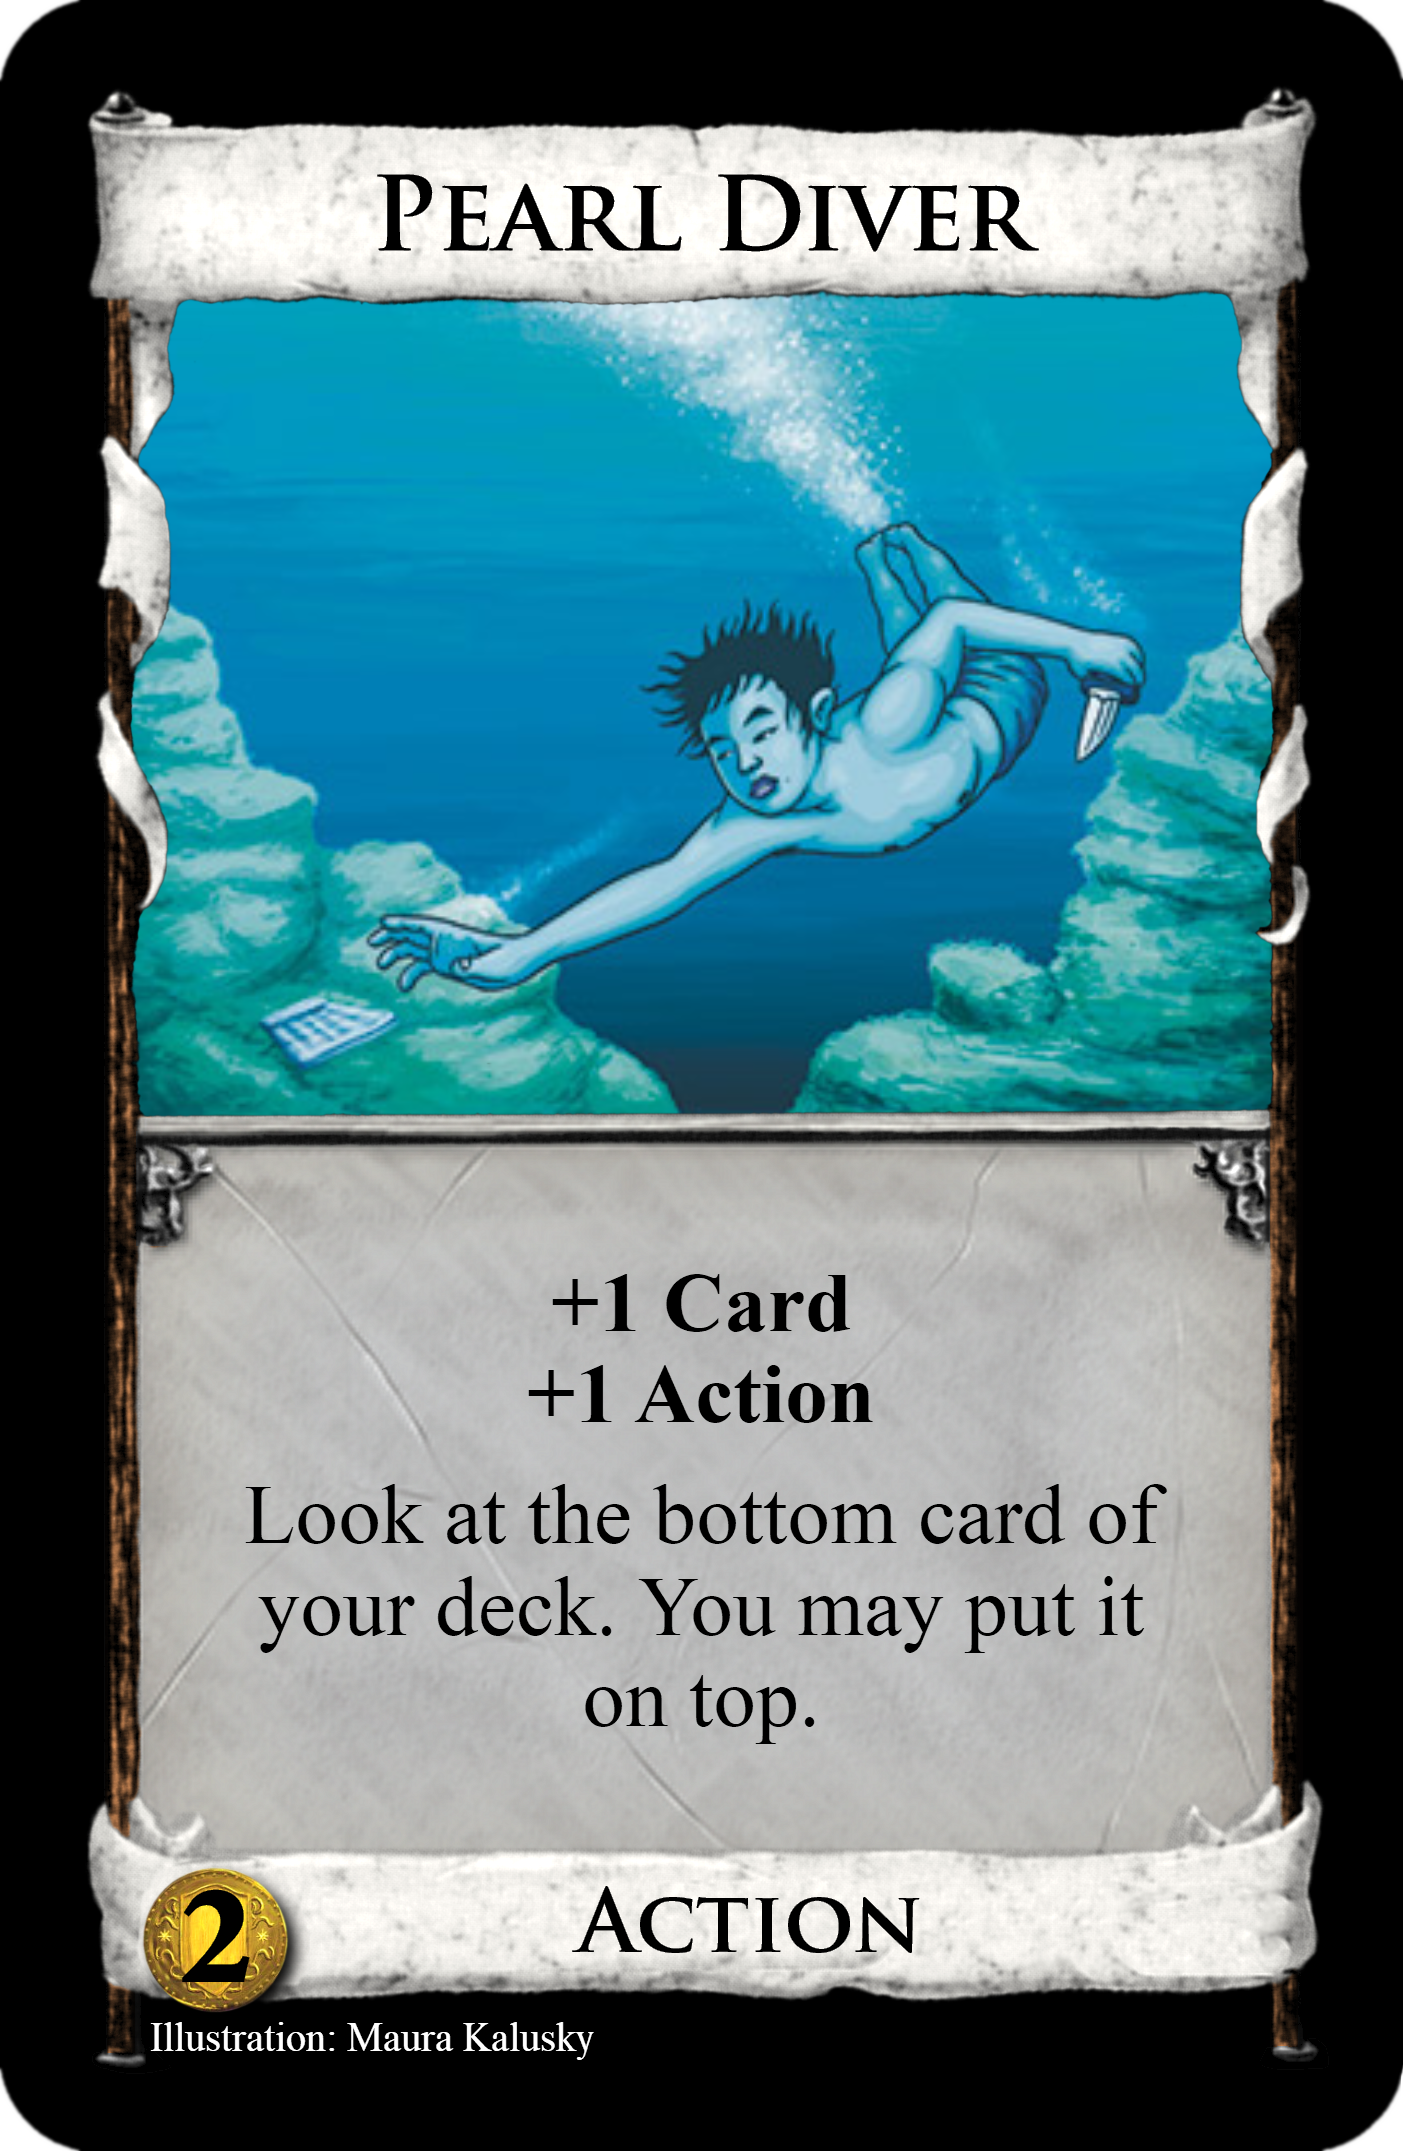 Pearl Diver
+1 Card
+1 Action
Look at the bottom card of
your deck. You may put it
on top.
2
Action
Illustration: Maura Kalusky